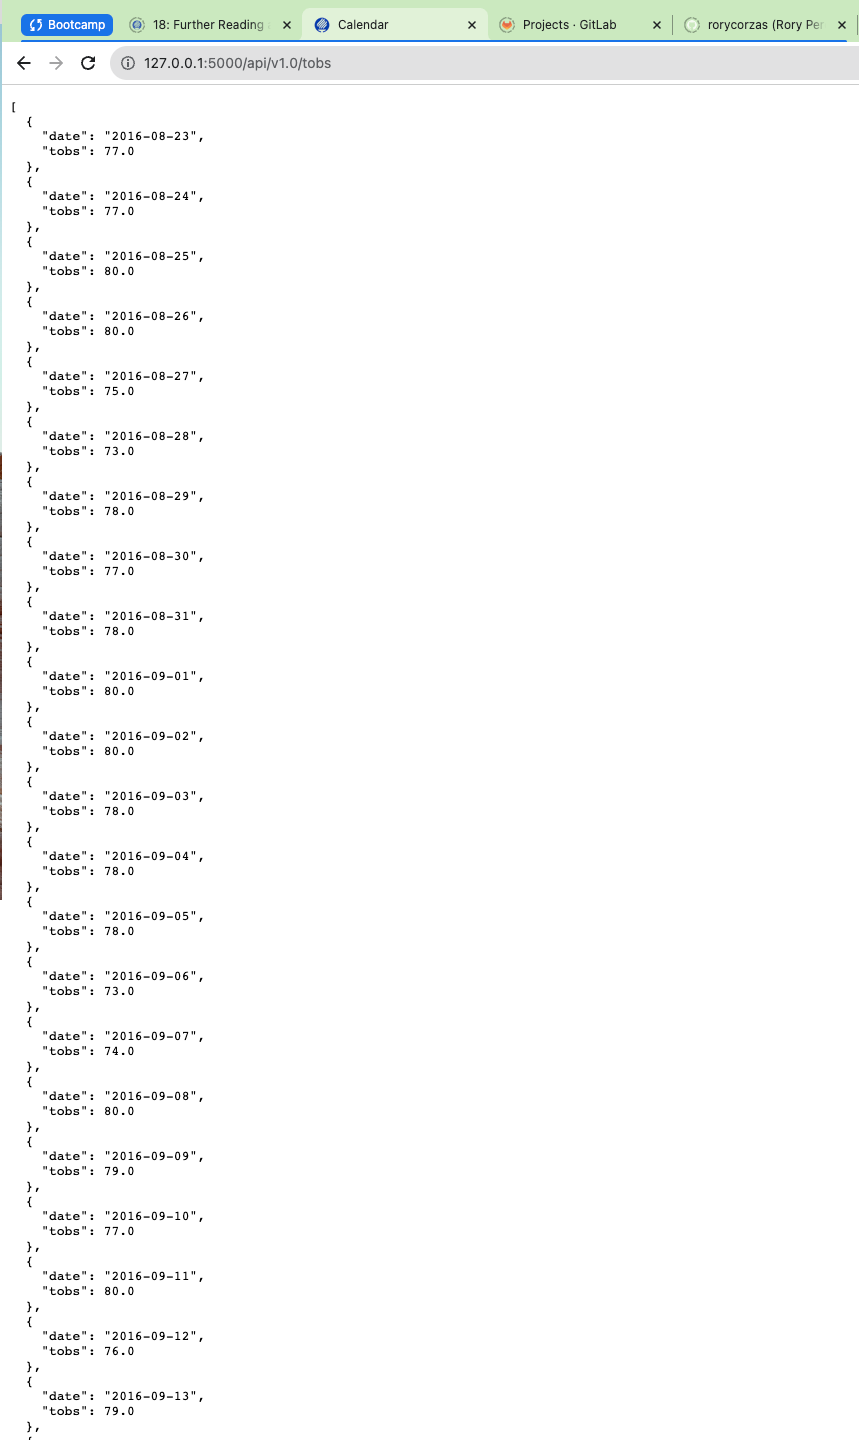 Bootcamp
18: Further Reading
Calendar
Projects · GitLab
rorycorzas (Rory Per
127.0.0.1:5000/api/v1.0/tobs
[
{
"date": "2016-08-23",
"tobs": 77.0
},
{
"date": "2016-08-24",
"tobs": 77.0
},
{
"date": "2016-08-25",
"tobs": 80.0
},
{
"date": "2016-08-26",
"tobs": 80.0
},
{
"date": "2016-08-27",
"tobs": 75.0
},
{
"date": "2016-08-28",
"tobs": 73.0
},
{
"date": "2016-08-29",
"tobs": 78.0
},
{
"date": "2016-08-30",
"tobs": 77.0
},
{
"date": "2016-08-31",
"tobs": 78.0
},
{
"date": "2016-09-01",
"tobs": 80.0
},
{
"date": "2016-09-02",
"tobs": 80.0
},
{
"date": "2016-09-03",
"tobs": 78.0
},
{
"date": "2016-09-04",
"tobs": 78.0
},
{
"date": "2016-09-05",
"tobs": 78.0
},
{
"date": "2016-09-06",
"tobs": 73.0
},
{
"date": "2016-09-07",
"tobs": 74.0
},
{
"date": "2016-09-08",
"tobs": 80.0
},
{
"date": "2016-09-09",
"tobs": 79.0
},
{
"date": "2016-09-10",
"tobs": 77.0
},
{
"date": "2016-09-11",
"tobs": 80.0
},
{
"date": "2016-09-12",
"tobs": 76.0
},
{
"date": "2016-09-13",
"tobs": 79.0
},